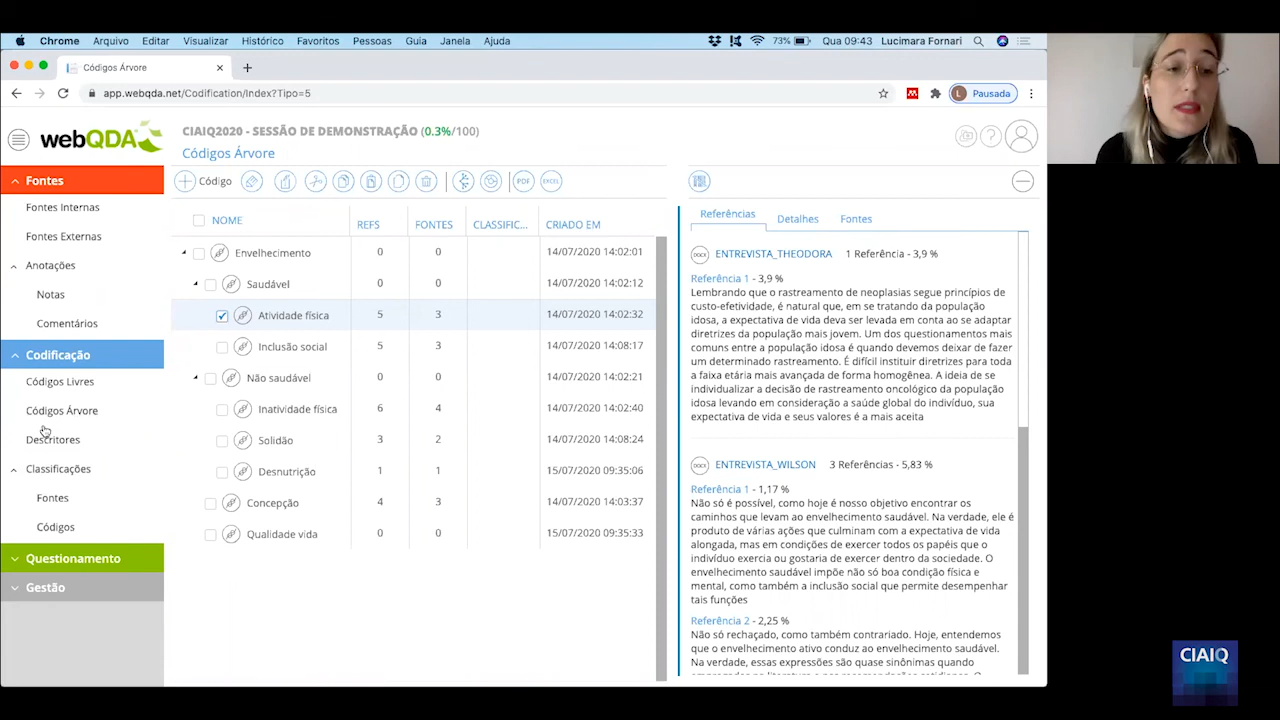 Chrome Arquivo Editar Visualizar Histórico Favoritos Pessoas Guia Janela Ajuda 73% Qua 09:43 Lucimara Fornari
Códigos Árvore
app.webqda.net/Codification/Index?Tipo=5
L Pausada
webQDA
CIAIQ2020 - SESSÃO DE DEMONSTRAÇÃO (0.3%/100)
Códigos Árvore
Código PDF EXCEL
Fontes
Fontes Internas
Fontes Externas
Anotações
Notas
Comentários
Codificação
Códigos Livres
Códigos Árvore
Descritores
Classificações
Fontes
Códigos
Questionamento
Gestão
NOME REFS FONTES CLASSIFIC... CRIADO EM
Envelhecimento 0 0 14/07/2020 14:02:01
Saudável 0 0 14/07/2020 14:02:12
Atividade física 5 3 14/07/2020 14:02:32
Inclusão social 5 3 14/07/2020 14:08:17
Não saudável 0 0 14/07/2020 14:02:21
Inatividade física 6 4 14/07/2020 14:02:40
Solidão 3 2 14/07/2020 14:08:24
Desnutrição 1 1 15/07/2020 09:35:06
Concepção 4 3 14/07/2020 14:03:37
Qualidade vida 0 0 15/07/2020 09:35:33
Referências Detalhes Fontes
DOCX ENTREVISTA_THEODORA 1 Referência - 3,9 %
Referência 1 - 3,9 %
Lembrando que o rastreamento de neoplasias segue princípios de
custo-efetividade, é natural que, em se tratando da população
idosa, a expectativa de vida deva ser levada em conta ao se adaptar
diretrizes da população mais jovem. Um dos questionamentos mais
comuns entre a população idosa é quando devemos deixar de fazer
um determinado rastreamento. É difícil instituir diretrizes para toda
a faixa etária mais avançada de forma homogênea. A ideia de se
individualizar a decisão de rastreamento oncológico da população
idosa levando em consideração a saúde global do indivíduo, sua
expectativa de vida e seus valores é a mais aceita
DOCX ENTREVISTA_WILSON 3 Referências - 5,83 %
Referência 1 - 1,17 %
Não só é possível, como hoje é nosso objetivo encontrar os
caminhos que levam ao envelhecimento saudável. Na verdade, ele é
produto de várias ações que culminam com a expectativa de vida
alongada, mas em condições de exercer todos os papéis que o
indivíduo exercia ou gostaria de exercer dentro da sociedade. O
envelhecimento saudável impõe não só boa condição física e
mental, como também a inclusão social que permite desempenhar
tais funções
Referência 2 - 2,25 %
Não só rechaçado, como também contrariado. Hoje, entendemos
que o envelhecimento ativo conduz ao envelhecimento saudável.
Na verdade, essas expressões são quase sinônimas quando
CIAIQ